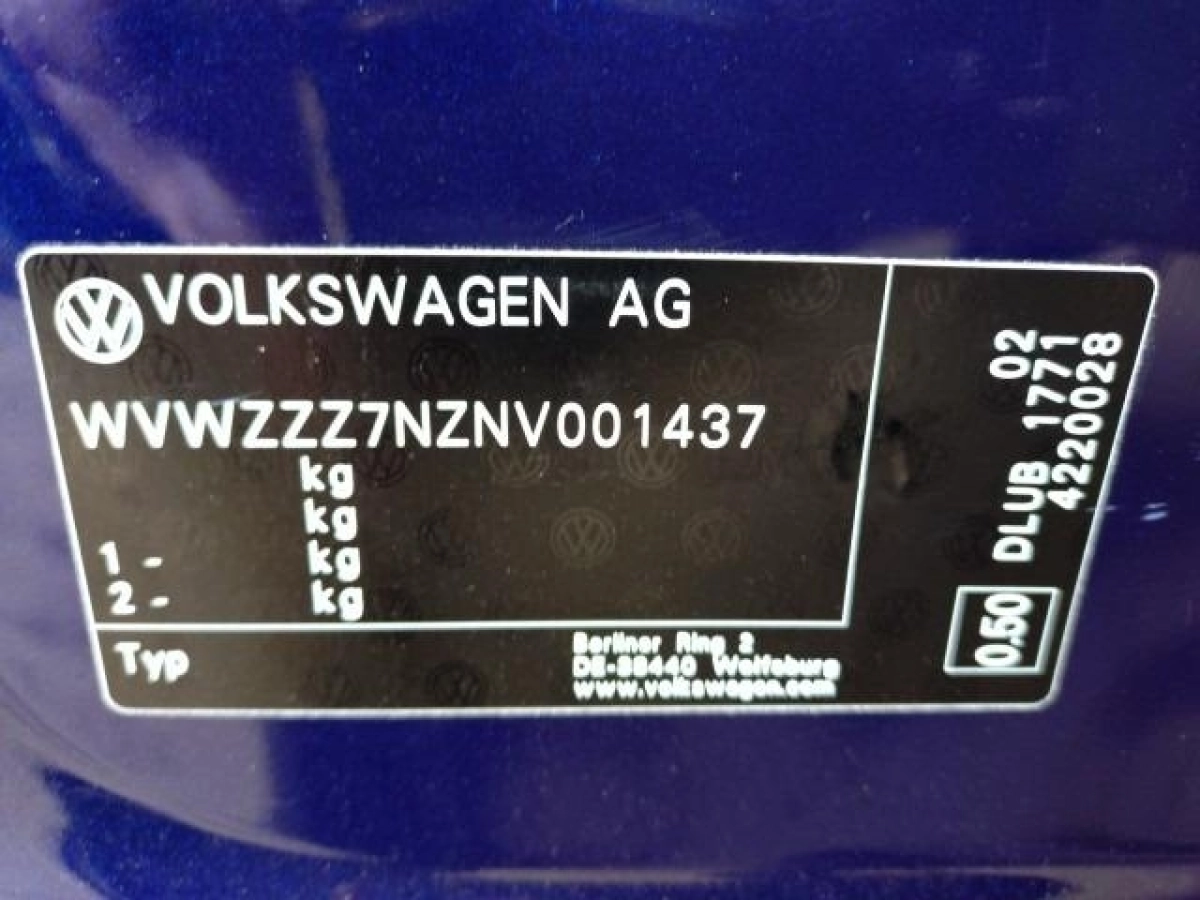 VOLKSWAGEN AG
WVWZZZ7NZNV001437
kg
kg
1 - kg
2 - kg
Typ
Berliner Ring 2
DE-38440 Wolfsburg
www.volkswagen.com
0.50
DLUB 1771 02
4220028